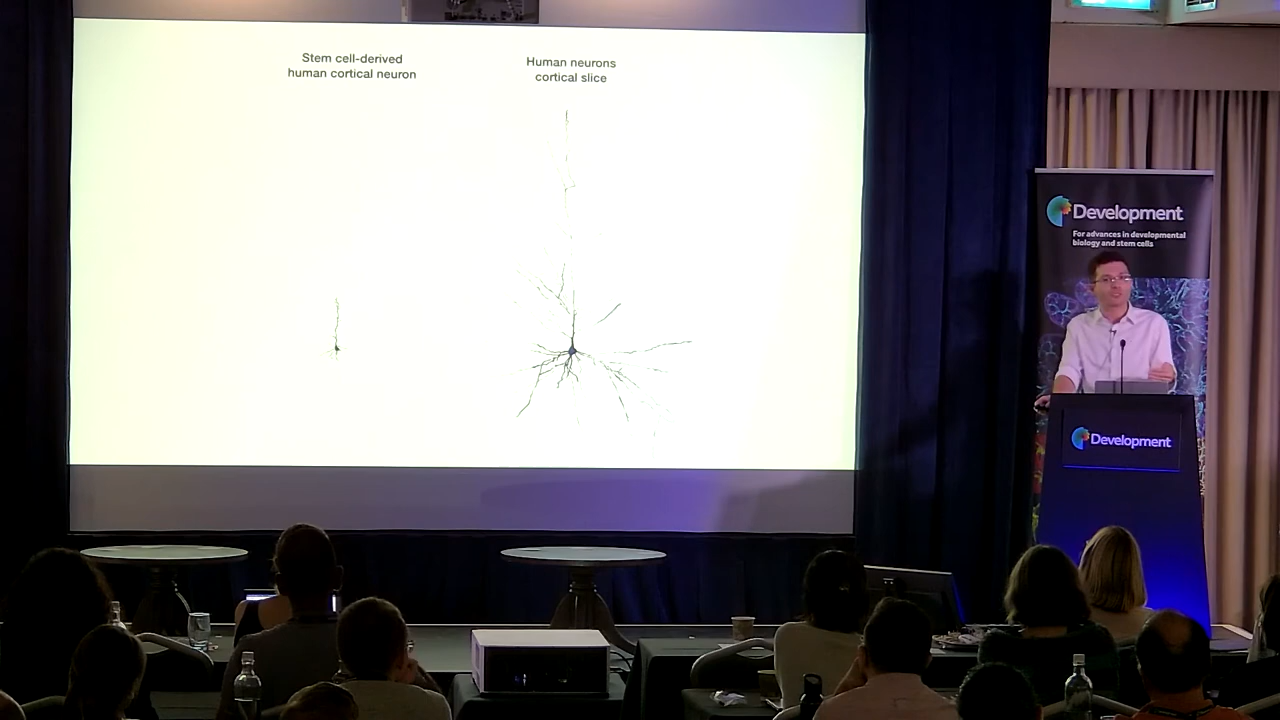 Stem cell-derived
human cortical neuron
Human neurons
cortical slice
Development
For advances in developmental
biology and stem cells
Development